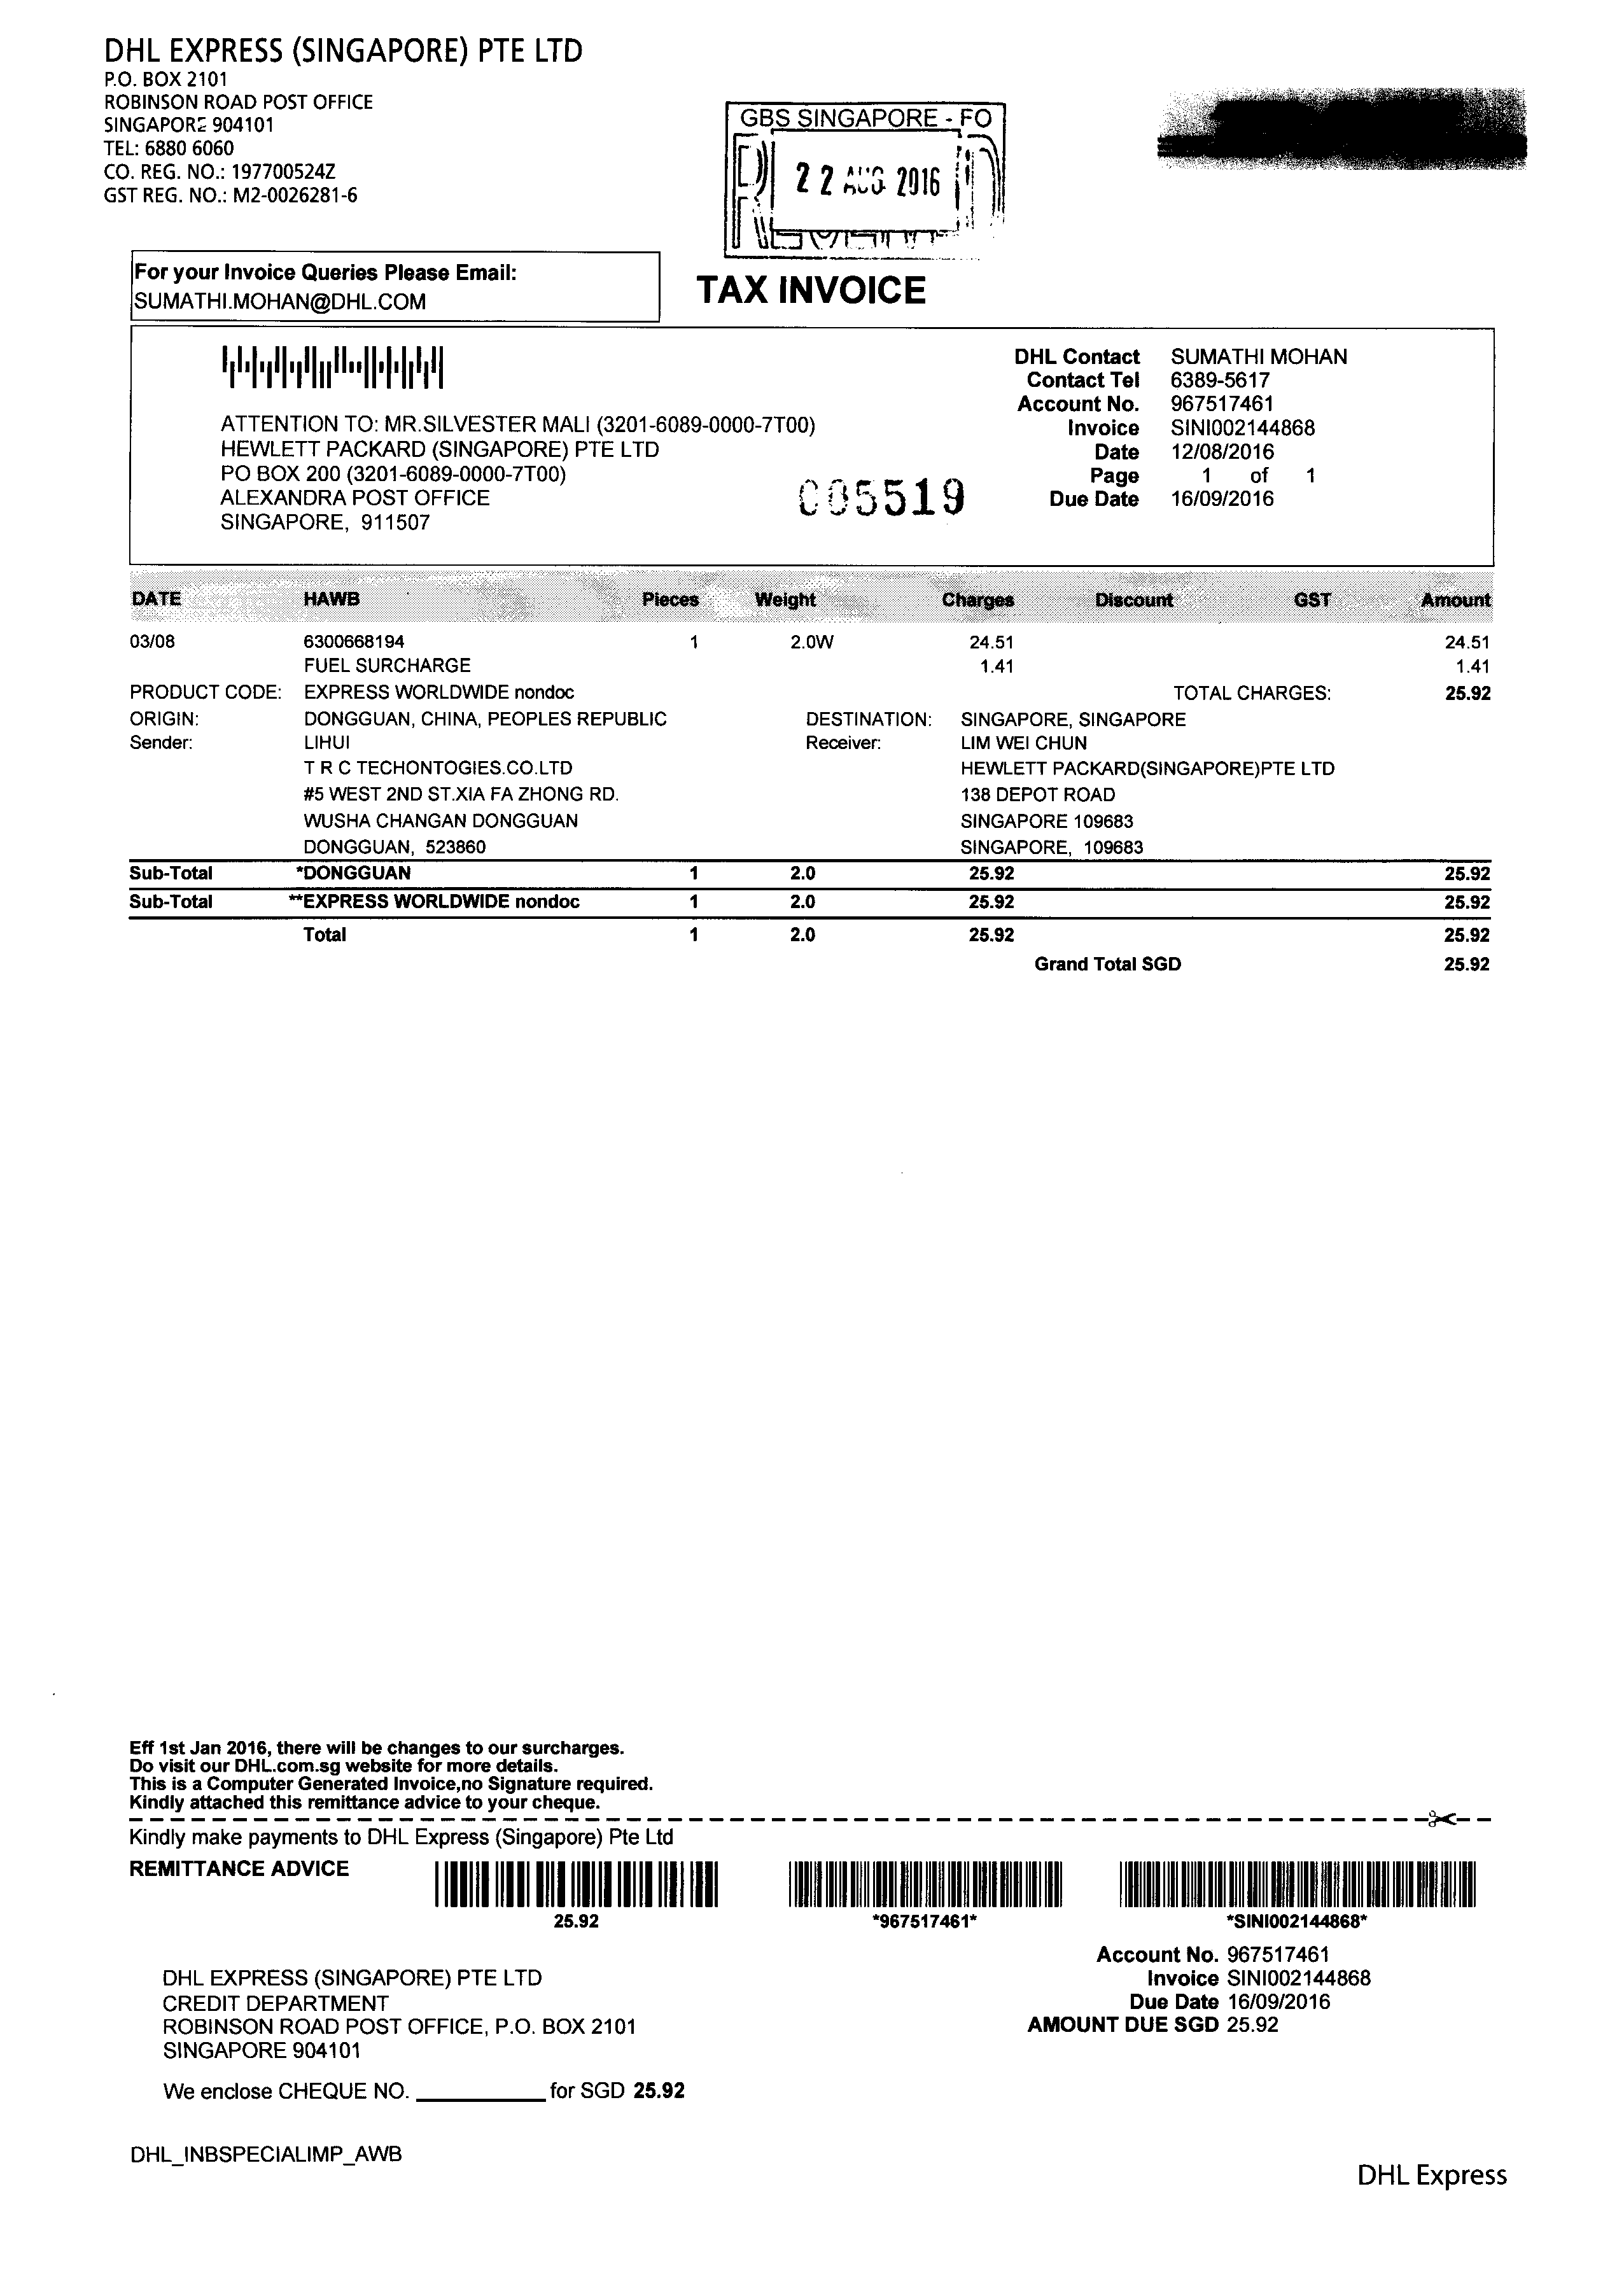 DHL EXPRESS (SINGAPORE) PTE LTD
P.O. BOX 2101
ROBINSON ROAD POST OFFICE
SINGAPORE 904101
TEL: 6880 6060
CO. REG. NO.: 197700524Z
GST REG. NO.: M2-0026281-6
GBS SINGAPORE - FO
22 AUG 2016
For your Invoice Queries Please Email:
SUMATHI.MOHAN@DHL.COM
TAX INVOICE
DHL Contact SUMATHI MOHAN
Contact Tel 6389-5617
Account No. 967517461
Invoice SINI002144868
Date 12/08/2016
Page 1 of 1
Due Date 16/09/2016
ATTENTION TO: MR.SILVESTER MALI (3201-6089-0000-7T00)
HEWLETT PACKARD (SINGAPORE) PTE LTD
PO BOX 200 (3201-6089-0000-7T00)
ALEXANDRA POST OFFICE
SINGAPORE, 911507
DATE HAWB Pieces Weight Charges Discount GST Amount
03/08 6300668194 1 2.0W 24.51 24.51
FUEL SURCHARGE 1.41 1.41
PRODUCT CODE: EXPRESS WORLDWIDE nondoc TOTAL CHARGES: 25.92
ORIGIN: DONGGUAN, CHINA, PEOPLES REPUBLIC DESTINATION: SINGAPORE, SINGAPORE
Sender: LIHUI Receiver: LIM WEI CHUN
T R C TECHONTOGIES.CO.LTD HEWLETT PACKARD(SINGAPORE)PTE LTD
#5 WEST 2ND ST.XIA FA ZHONG RD. 138 DEPOT ROAD
WUSHA CHANGAN DONGGUAN SINGAPORE 109683
DONGGUAN, 523860 SINGAPORE, 109683
Sub-Total *DONGGUAN 1 2.0 25.92 25.92
Sub-Total **EXPRESS WORLDWIDE nondoc 1 2.0 25.92 25.92
Total 1 2.0 25.92 25.92
Grand Total SGD 25.92
Eff 1st Jan 2016, there will be changes to our surcharges.
Do visit our DHL.com.sg website for more details.
This is a Computer Generated Invoice,no Signature required.
Kindly attached this remittance advice to your cheque.
Kindly make payments to DHL Express (Singapore) Pte Ltd
REMITTANCE ADVICE
25.92 *967517461* *SINI002144868*
Account No. 967517461
Invoice SINI002144868
Due Date 16/09/2016
AMOUNT DUE SGD 25.92
DHL EXPRESS (SINGAPORE) PTE LTD
CREDIT DEPARTMENT
ROBINSON ROAD POST OFFICE, P.O. BOX 2101
SINGAPORE 904101
We enclose CHEQUE NO. __________ for SGD 25.92
DHL_INBSPECIALIMP_AWB
DHL Express